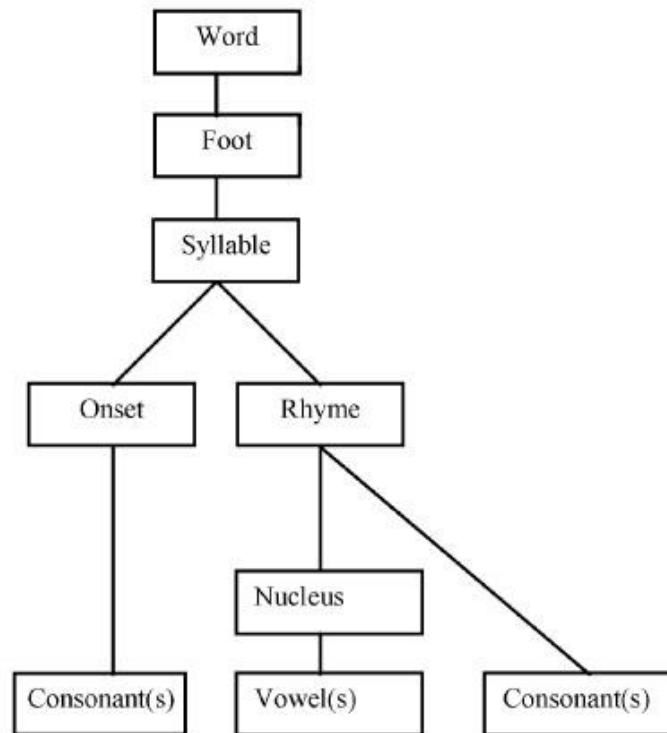 Word
Foot
Syllable
Onset Rhyme
Nucleus
Consonant(s) Vowel(s) Consonant(s)